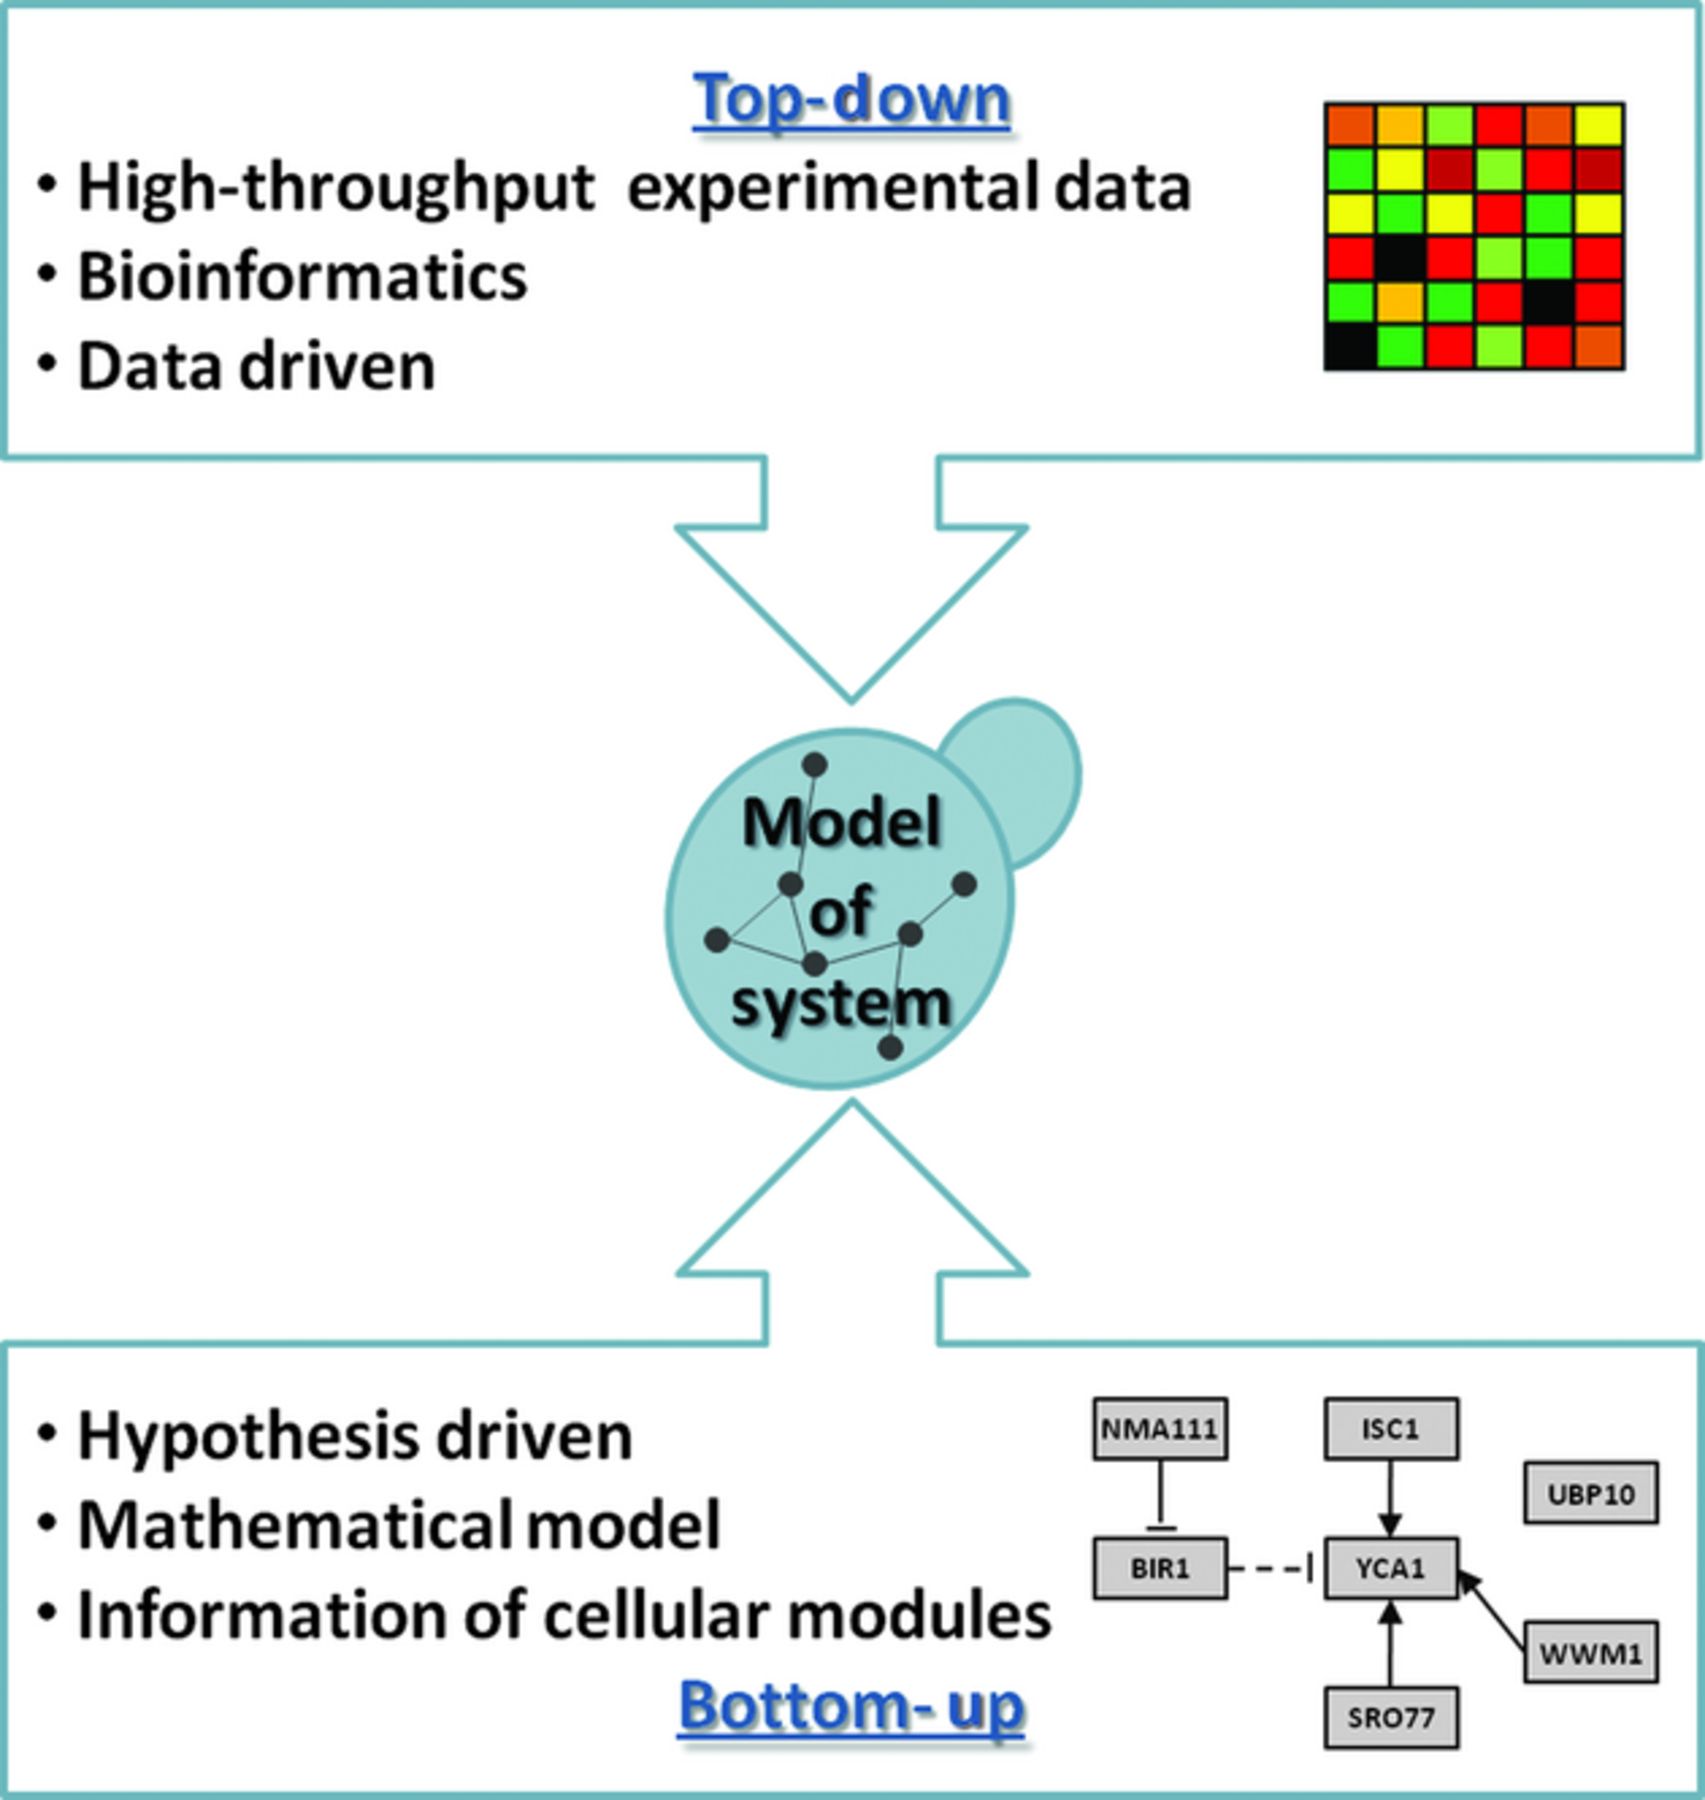 Top-down
• High-throughput experimental data
• Bioinformatics
• Data driven
Model
of
system
• Hypothesis driven
• Mathematical model
• Information of cellular modules
Bottom-up
NMA111
ISC1
UBP10
BIR1
YCA1
WWM1
SRO77